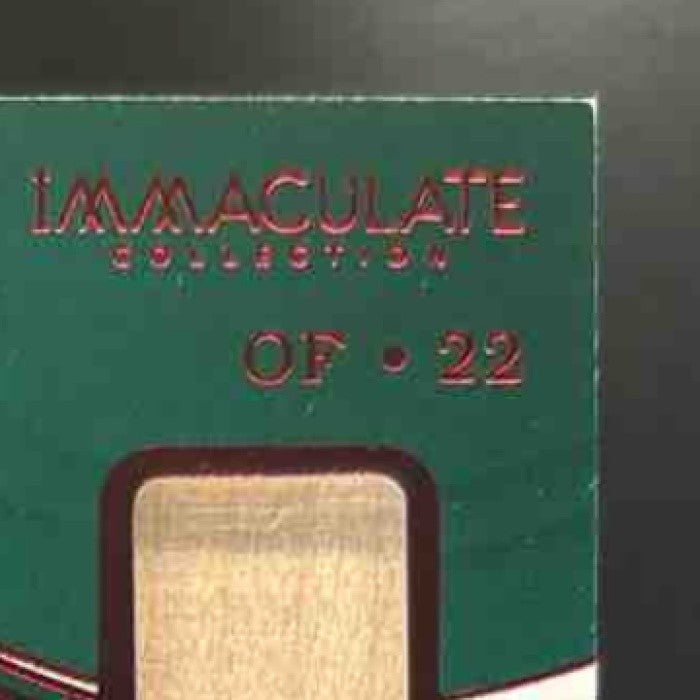 IMMACULATE
COLLECTION
OF • 22